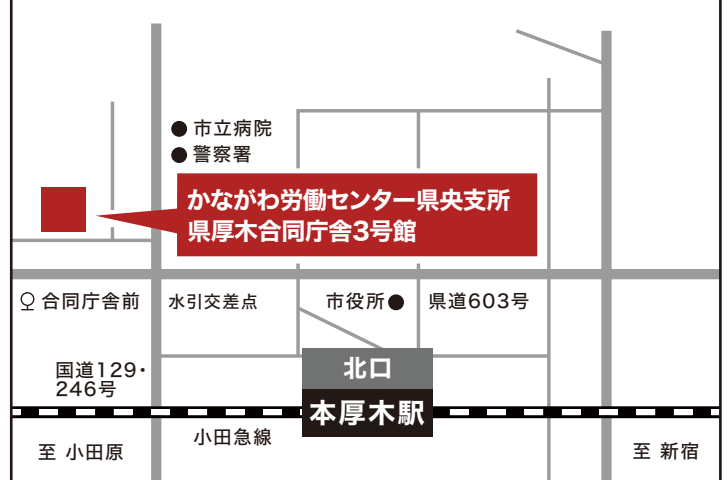 市立病院
警察署
かながわ労働センター県央支所
県厚木合同庁舎3号館
合同庁舎前
水引交差点
市役所
県道603号
国道129・
246号
北口
本厚木駅
小田急線
至 小田原
至 新宿